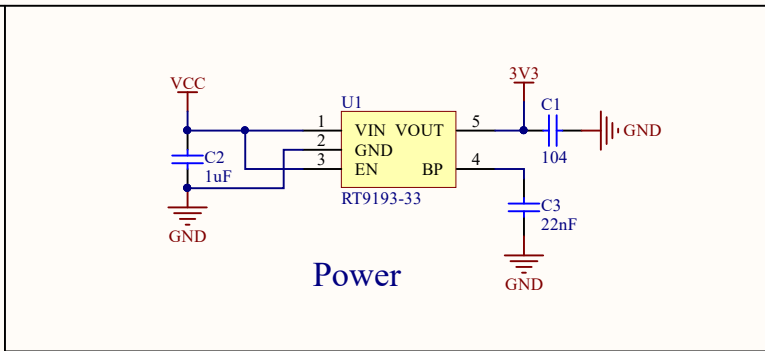 VCC
3V3
U1
C1
1
VIN
VOUT
5
2
GND
GND
C2
3
EN
BP
4
104
1uF
RT9193-33
C3
22nF
GND
Power
GND